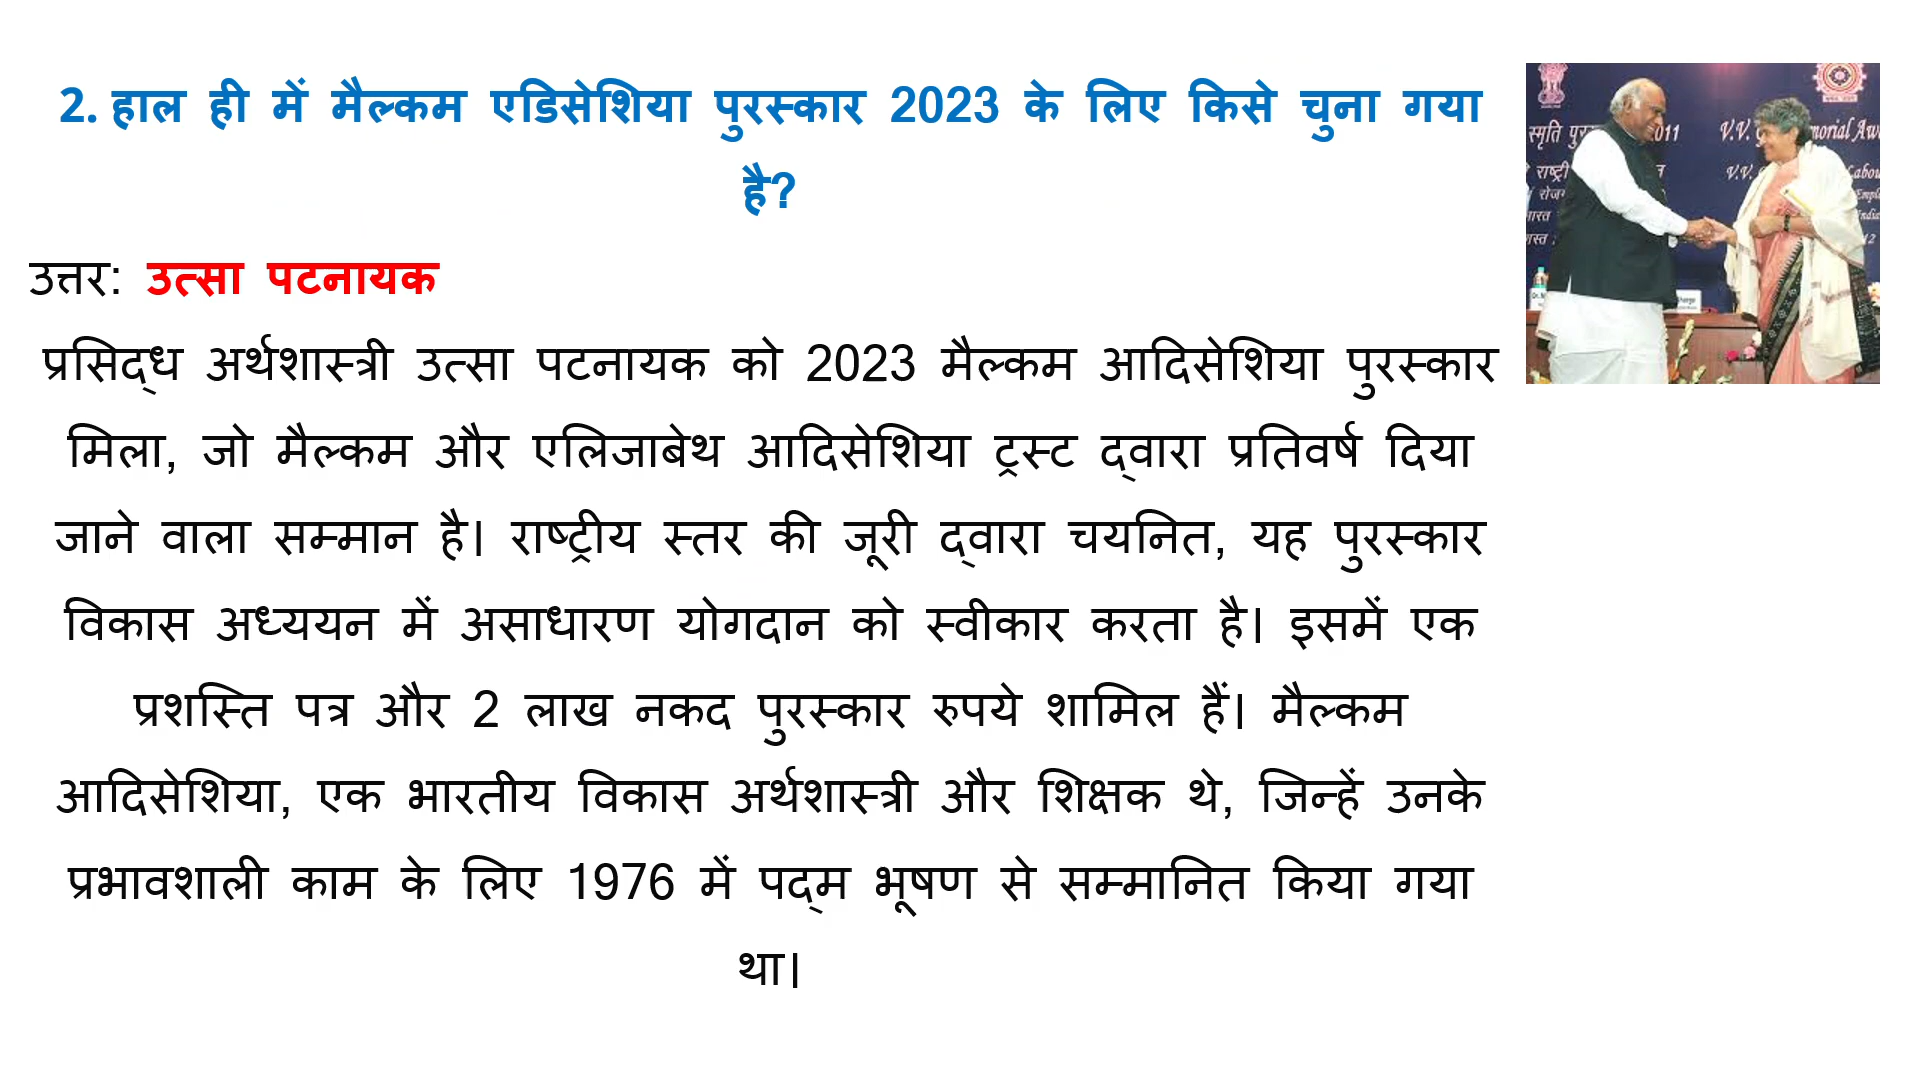 2. हाल ही में मैल्कम एडिसेशिया पुरस्कार 2023 के लिए किसे चुना गया
है?
उत्तर: उत्सा पटनायक
प्रसिद्ध अर्थशास्त्री उत्सा पटनायक को 2023 मैल्कम आदिसेशिया पुरस्कार
मिला, जो मैल्कम और एलिजाबेथ आदिसेशिया ट्रस्ट द्वारा प्रतिवर्ष दिया
जाने वाला सम्मान है। राष्ट्रीय स्तर की जूरी द्वारा चयनित, यह पुरस्कार
विकास अध्ययन में असाधारण योगदान को स्वीकार करता है। इसमें एक
प्रशस्ति पत्र और 2 लाख नकद पुरस्कार रुपये शामिल हैं। मैल्कम
आदिसेशिया, एक भारतीय विकास अर्थशास्त्री और शिक्षक थे, जिन्हें उनके
प्रभावशाली काम के लिए 1976 में पद्म भूषण से सम्मानित किया गया
था।
स्मृति 011 V.V.
V.V.